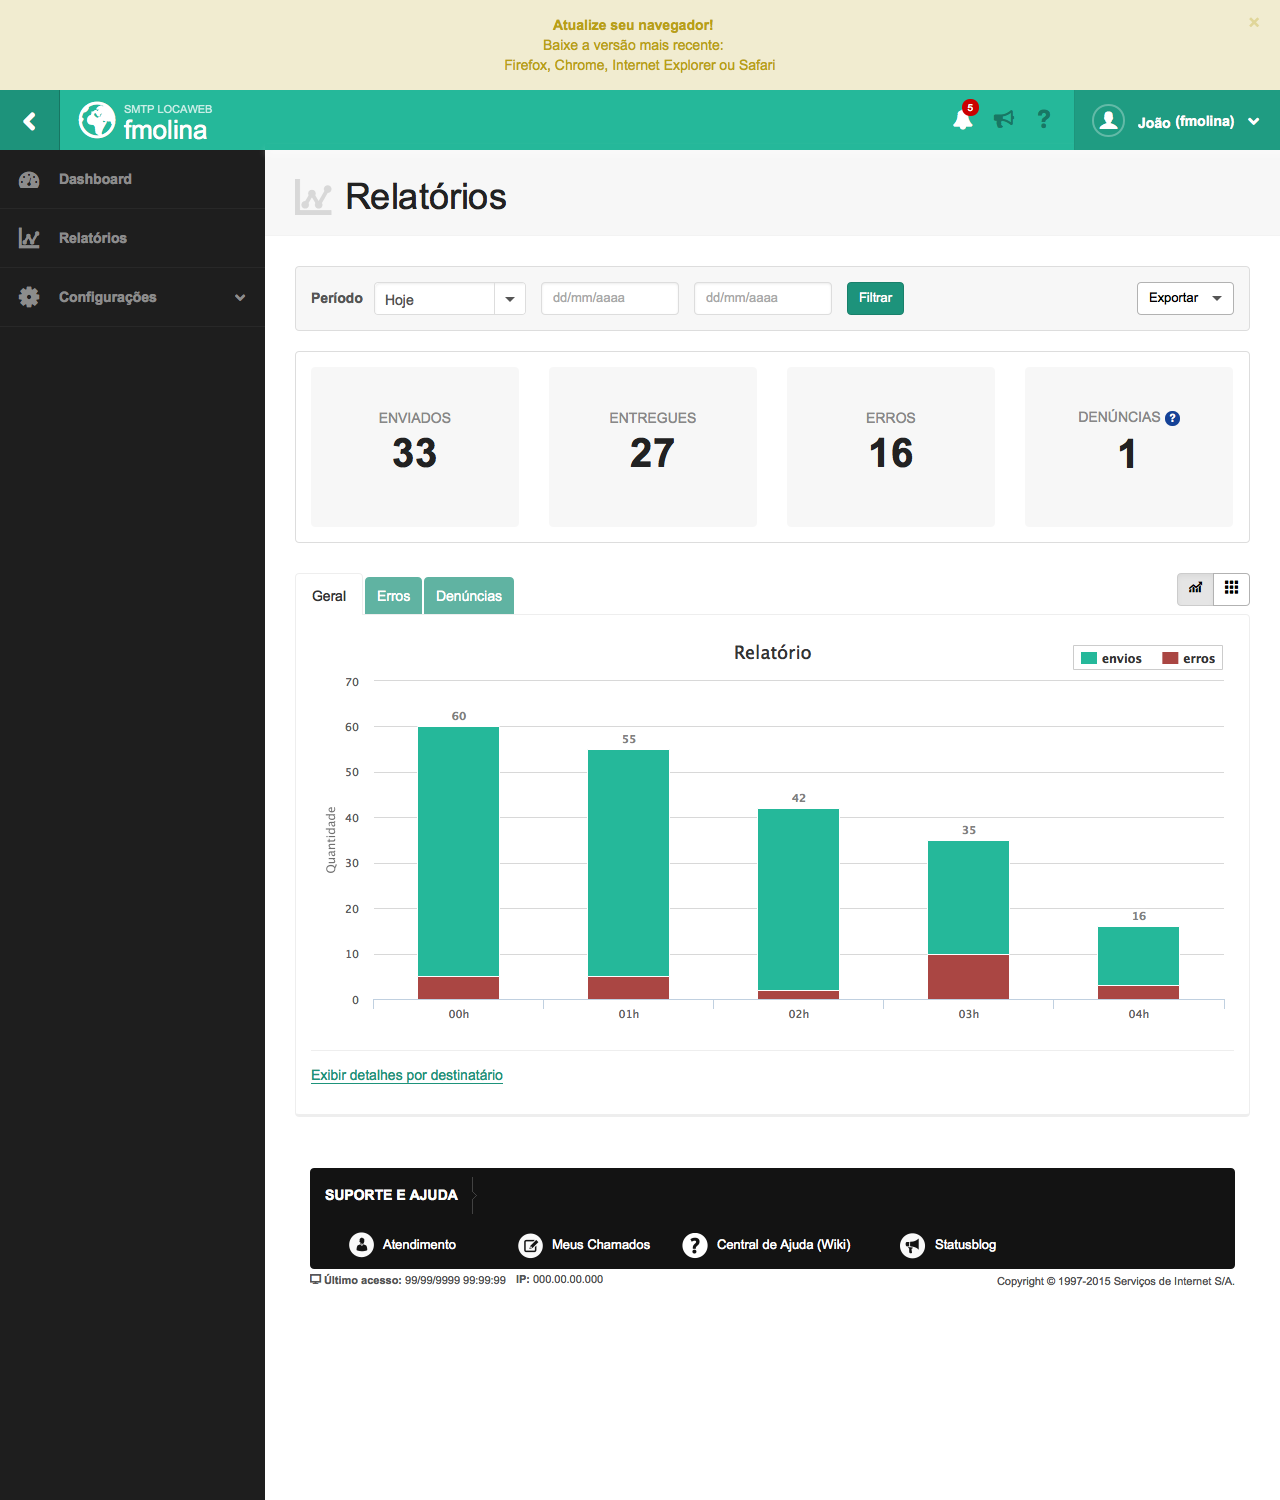 Atualize seu navegador!
×
Baixe a versão mais recente:
Firefox, Chrome, Internet Explorer ou Safari
SMTP LOCAWEB
fmolina
5
?
João (fmolina)
Dashboard
Relatórios
Configurações
Relatórios
Período
Hoje
dd/mm/aaaa
dd/mm/aaaa
Filtrar
Exportar
ENVIADOS
33
ENTREGUES
27
ERROS
16
DENÚNCIAS ?
1
Geral
Erros
Denúncias
Relatório
envios
erros
Quantidade
70
60
50
40
30
20
10
0
60
55
42
35
16
00h
01h
02h
03h
04h
Exibir detalhes por destinatário
SUPORTE E AJUDA
Atendimento
Meus Chamados
? Central de Ajuda (Wiki)
Statusblog
Último acesso: 99/99/9999 99:99:99 IP: 000.00.00.000
Copyright © 1997-2015 Serviços de Internet S/A.